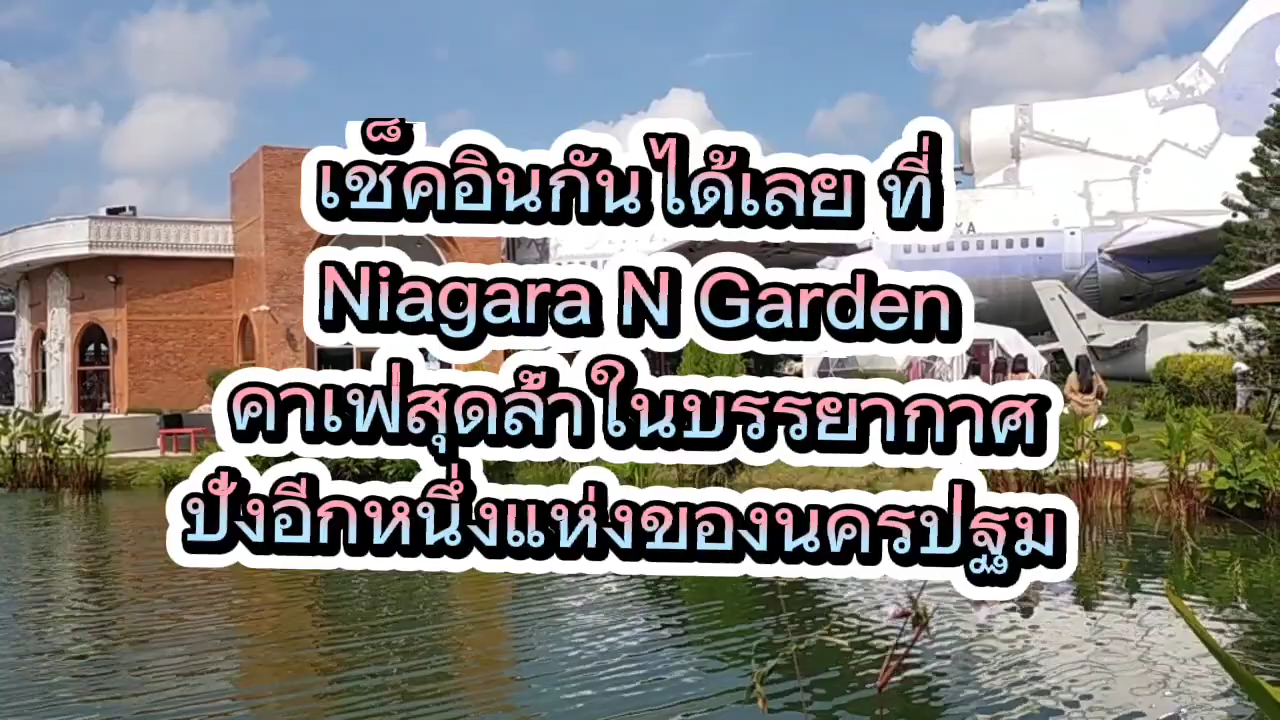 เช็คอินกันได้เลย ที่
Niagara N Garden
คาเฟ่สุดล้ำในบรรยากาศ
ปังอีกหนึ่งแห่งของนครปฐม